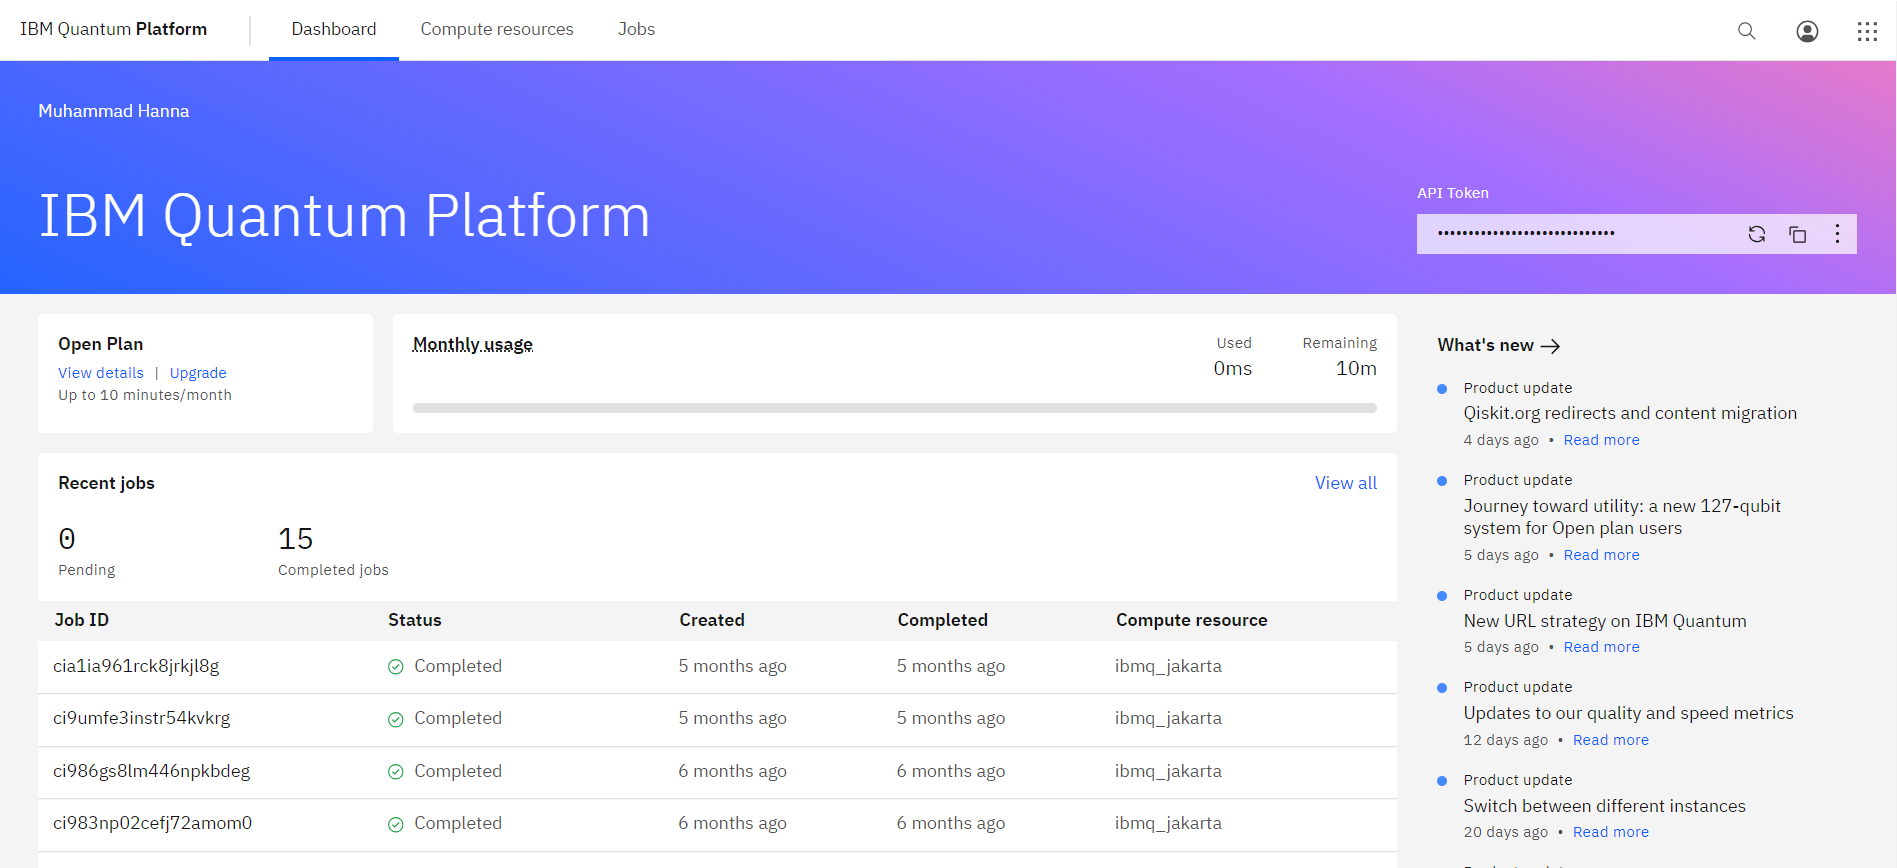 IBM Quantum Platform
Dashboard
Compute resources
Jobs
Muhammad Hanna
IBM Quantum Platform
API Token
Open Plan
View details | Upgrade
Up to 10 minutes/month
Monthly usage
Used
0ms
Remaining
10m
Recent jobs
View all
0
Pending
15
Completed jobs
Job ID Status Created Completed Compute resource
cia1ia961rck8jrkjl8g Completed 5 months ago 5 months ago ibmq_jakarta
ci9umfe3instr54kvkrg Completed 5 months ago 5 months ago ibmq_jakarta
ci986gs8lm446npkbdeg Completed 6 months ago 6 months ago ibmq_jakarta
ci983np02cefj72amom0 Completed 6 months ago 6 months ago ibmq_jakarta
What's new
Product update
Qiskit.org redirects and content migration
4 days ago • Read more
Product update
Journey toward utility: a new 127-qubit
system for Open plan users
5 days ago • Read more
Product update
New URL strategy on IBM Quantum
5 days ago • Read more
Product update
Updates to our quality and speed metrics
12 days ago • Read more
Product update
Switch between different instances
20 days ago • Read more